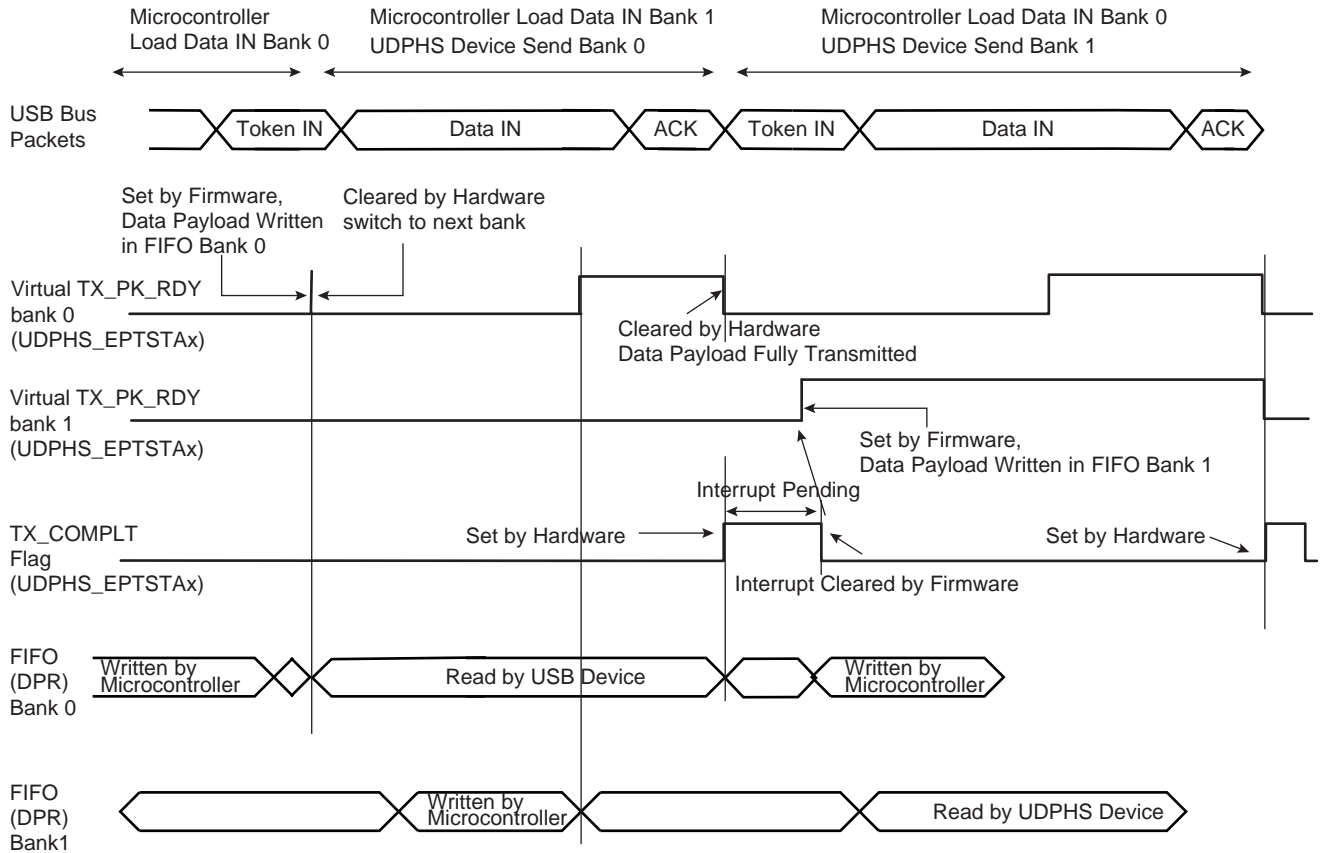 Microcontroller
Load Data IN Bank 0
Microcontroller Load Data IN Bank 1
UDPHS Device Send Bank 0
Microcontroller Load Data IN Bank 0
UDPHS Device Send Bank 1
USB Bus
Packets
Token IN
Data IN
ACK
Token IN
Data IN
ACK
Set by Firmware,
Data Payload Written
in FIFO Bank 0
Cleared by Hardware
switch to next bank
Virtual TX_PK_RDY
bank 0
(UDPHS_EPTSTAx)
Cleared by Hardware
Data Payload Fully Transmitted
Virtual TX_PK_RDY
bank 1
(UDPHS_EPTSTAx)
Set by Firmware,
Data Payload Written in FIFO Bank 1
Interrupt Pending
TX_COMPLT
Flag
(UDPHS_EPTSTAx)
Set by Hardware
Set by Hardware
Interrupt Cleared by Firmware
FIFO
(DPR)
Bank 0
Written by
Microcontroller
Read by USB Device
Written by
Microcontroller
FIFO
(DPR)
Bank1
Written by
Microcontroller
Read by UDPHS Device